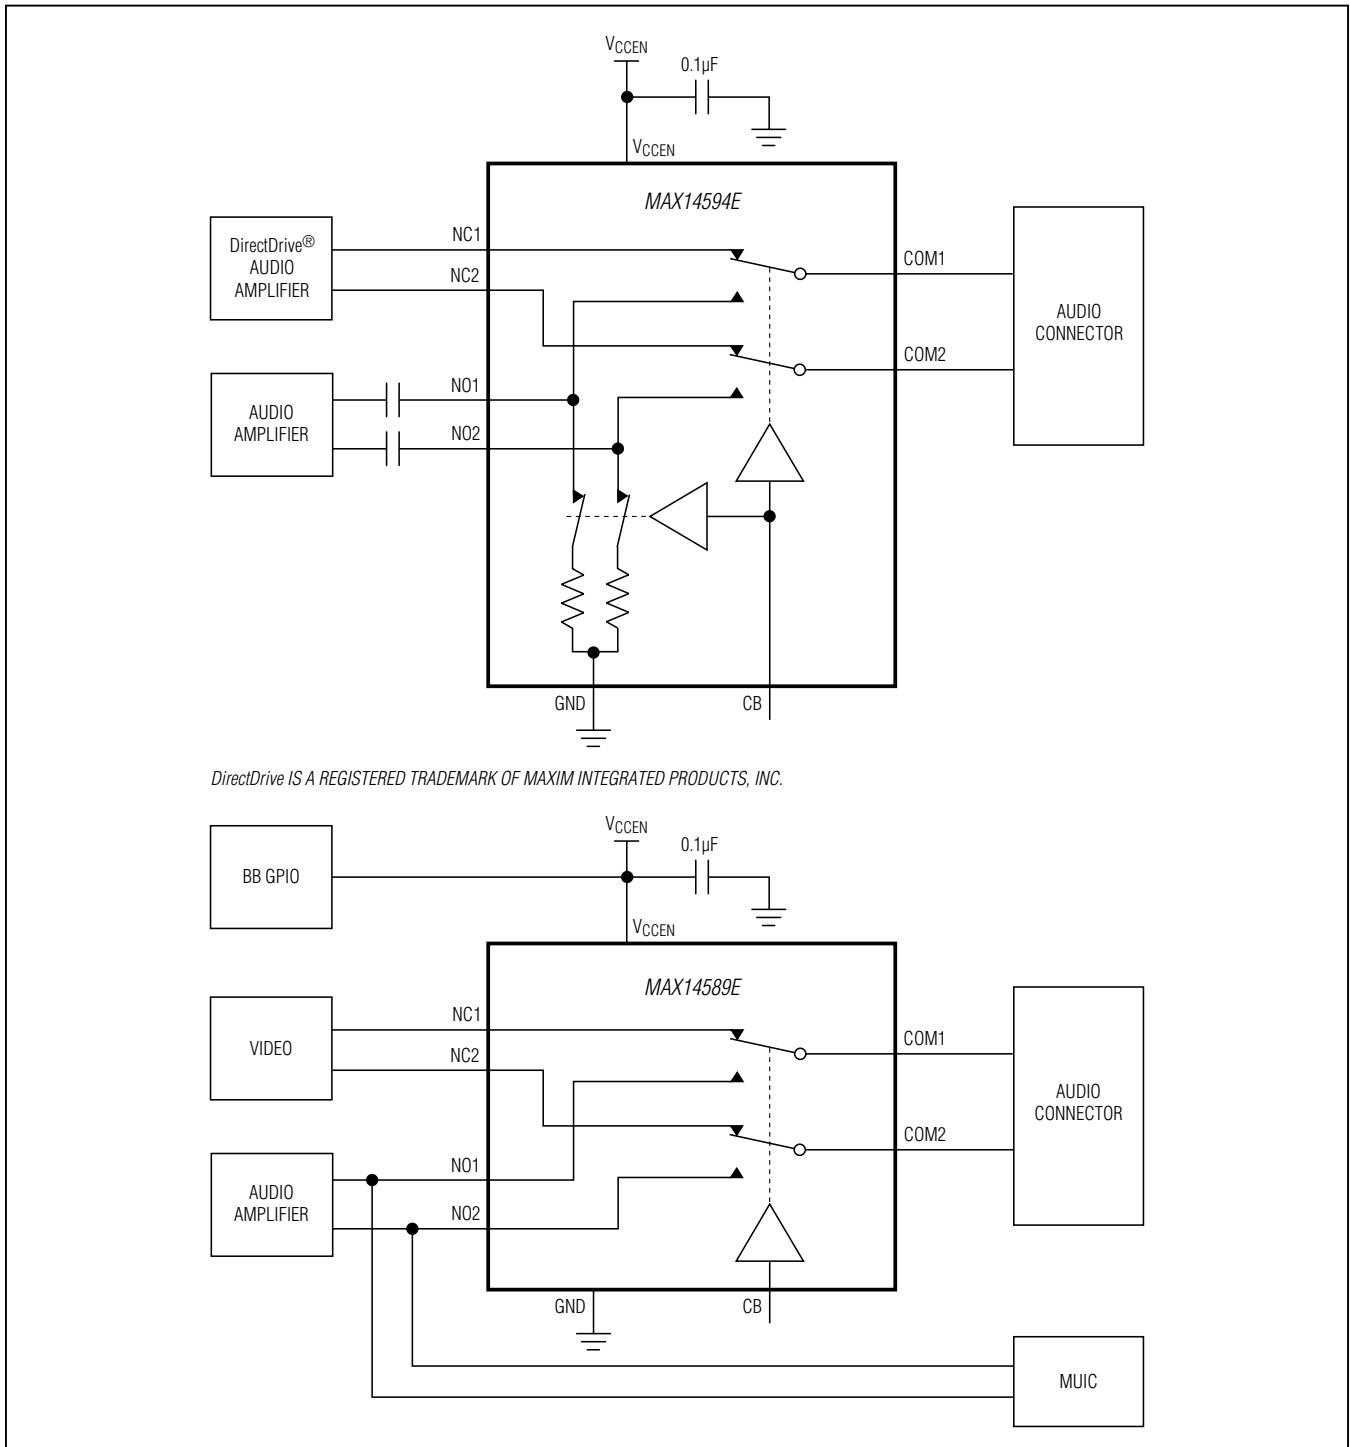 VCCEN
0.1µF
VCCEN
MAX14594E
DirectDrive®
AUDIO
AMPLIFIER
NC1
NC2
COM1
COM2
AUDIO
CONNECTOR
AUDIO
AMPLIFIER
NO1
NO2
GND
CB
DirectDrive IS A REGISTERED TRADEMARK OF MAXIM INTEGRATED PRODUCTS, INC.
VCCEN
0.1µF
BB GPIO
VCCEN
MAX14589E
VIDEO
NC1
NC2
COM1
COM2
AUDIO
CONNECTOR
AUDIO
AMPLIFIER
NO1
NO2
GND
CB
MUIC